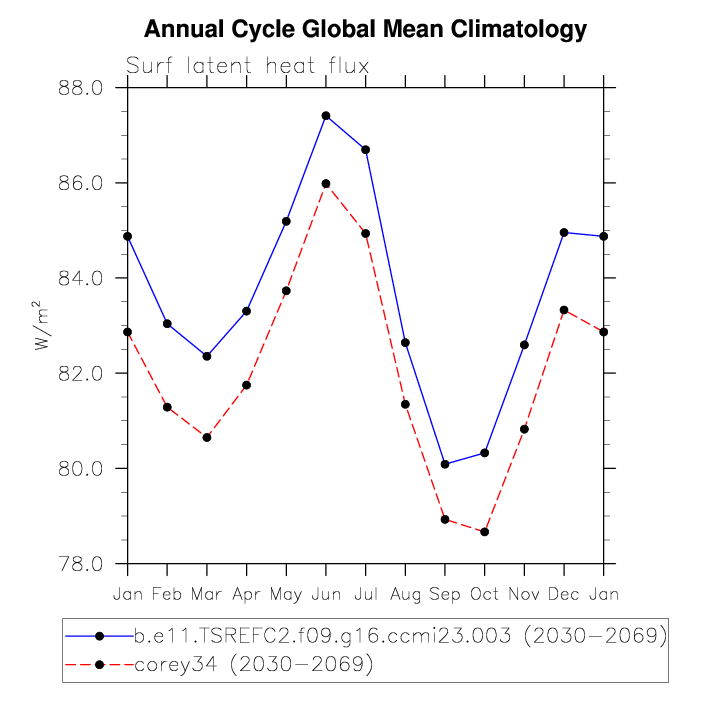 Annual Cycle Global Mean Climatology
Surf latent heat flux
88.0
86.0
84.0
82.0
80.0
78.0
W/m²
Jan Feb Mar Apr May Jun Jul Aug Sep Oct Nov Dec Jan
b.e11.TSREFC2.f09.g16.ccmi23.003 (2030-2069)
corey34 (2030-2069)